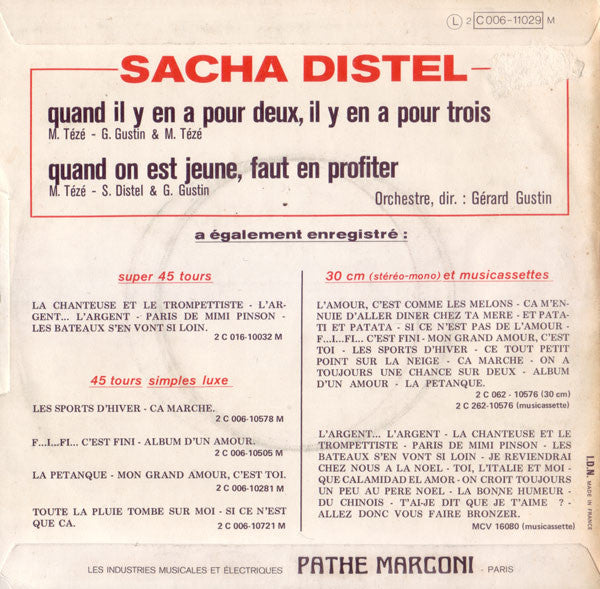 Ⓛ 2 C 006-11029 M
SACHA DISTEL
quand il y en a pour deux, il y en a pour trois
M. Tézé - G. Gustin & M. Tézé
quand on est jeune, faut en profiter
M. Tézé - S. Distel & G. Gustin
Orchestre, dir. : Gérard Gustin
a également enregistré :
super 45 tours
LA CHANTEUSE ET LE TROMPETTISTE - L'AR-
GENT... L'ARGENT - PARIS DE MIMI PINSON -
LES BATEAUX S'EN VONT SI LOIN.
2 C 016-10032 M
45 tours simples luxe
LES SPORTS D'HIVER - CA MARCHE.
2 C 006-10578 M
F...I...FI... C'EST FINI - ALBUM D'UN AMOUR.
2 C 006-10505 M
LA PETANQUE - MON GRAND AMOUR, C'EST TOI.
2 C 006-10281 M
TOUTE LA PLUIE TOMBE SUR MOI - SI CE N'EST
QUE CA.
2 C 006-10721 M
30 cm (stéréo-mono) et musicassettes
L'AMOUR, C'EST COMME LES MELONS - CA M'EN-
NUIE D'ALLER DINER CHEZ TA MERE - ET PATA-
TI ET PATATA - SI CE N'EST PAS DE L'AMOUR -
F...I...FI... C'EST FINI - MON GRAND AMOUR, C'EST
TOI - LES SPORTS D'HIVER - CE TOUT PETIT
POINT SUR LA NEIGE - CA MARCHE - ON A
TOUJOURS UNE CHANCE SUR DEUX - ALBUM
D'UN AMOUR - LA PETANQUE.
2 C 062 - 10576 (30 cm)
2 C 262-10576 (musicassette)
L'ARGENT... L'ARGENT - LA CHANTEUSE ET LE
TROMPETTISTE - PARIS DE MIMI PINSON - LES
BATEAUX S'EN VONT SI LOIN - JE REVIENDRAI
CHEZ NOUS A LA NOEL - TOI, L'ITALIE ET MOI -
QUE CALAMIDAD EL AMOR - ON CROIT TOUJOURS
UN PEU AU PERE NOEL - LA BONNE HUMEUR -
DU CHINOIS - T'AI-JE DIT QUE JE T'AIME ? -
ALLEZ DONC VOUS FAIRE BRONZER.
MCV 16080 (musicassette)
I.D.N. MADE IN FRANCE
LES INDUSTRIES MUSICALES ET ÉLECTRIQUES PATHE MARCONI - PARIS